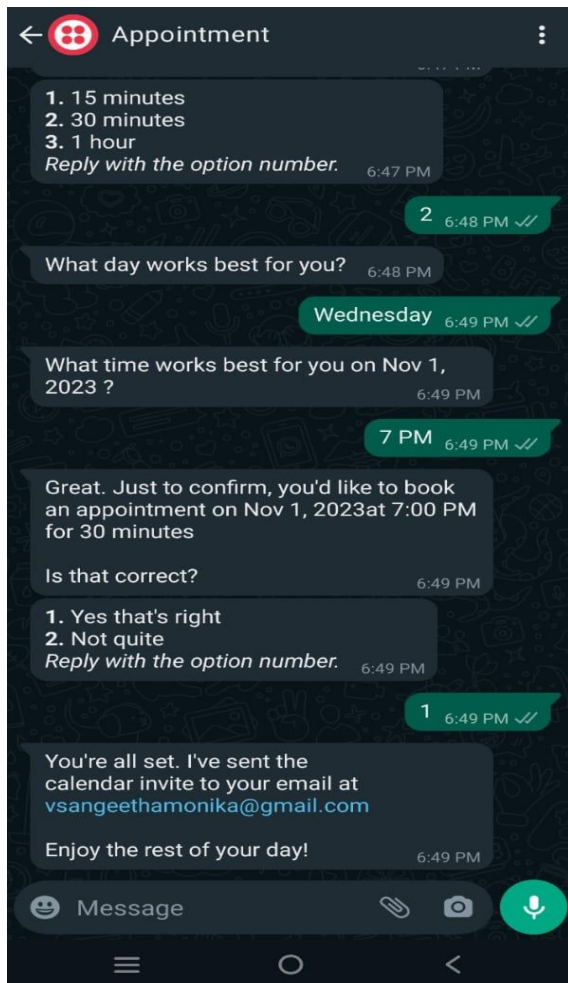 Appointment
1. 15 minutes
2. 30 minutes
3. 1 hour
Reply with the option number.
6:47 PM
2
6:48 PM
What day works best for you?
6:48 PM
Wednesday
6:49 PM
What time works best for you on Nov 1,
2023 ?
6:49 PM
7 PM
6:49 PM
Great. Just to confirm, you'd like to book
an appointment on Nov 1, 2023at 7:00 PM
for 30 minutes
Is that correct?
6:49 PM
1. Yes that's right
2. Not quite
Reply with the option number.
6:49 PM
1
6:49 PM
You're all set. I've sent the
calendar invite to your email at
vsangeethamonika@gmail.com
Enjoy the rest of your day!
6:49 PM
Message